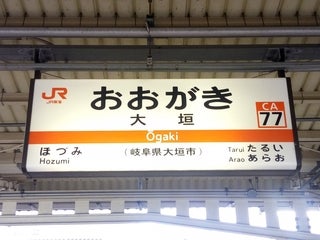 JR
JR東海
おおがき
CA
77
大垣
Ōgaki
ほづみ
Hozumi
(岐阜県大垣市)
Tarui たるい
Arao あらお